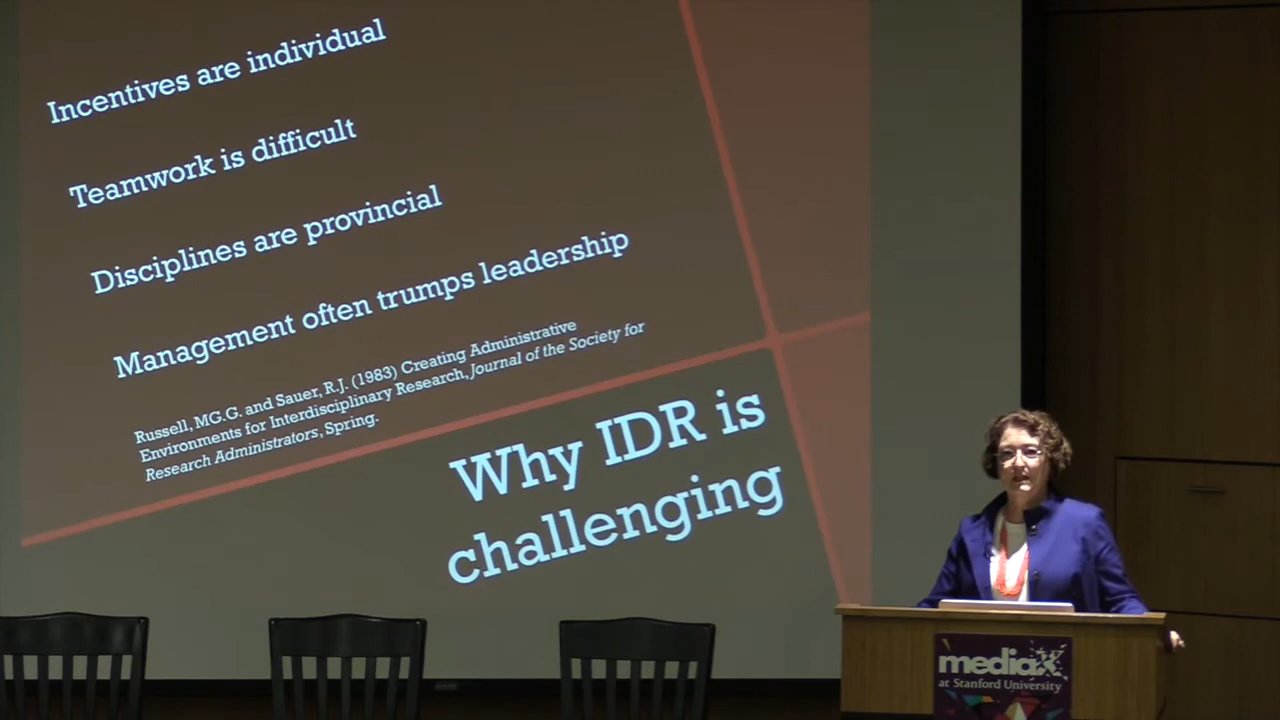 Incentives are individual
Teamwork is difficult
Disciplines are provincial
Management often trumps leadership
Russell, MG.G. and Sauer, R.J. (1983) Creating Administrative
Environments for Interdisciplinary Research, Journal of the Society for
Research Administrators, Spring.
Why IDR is
challenging
mediaX
at Stanford University